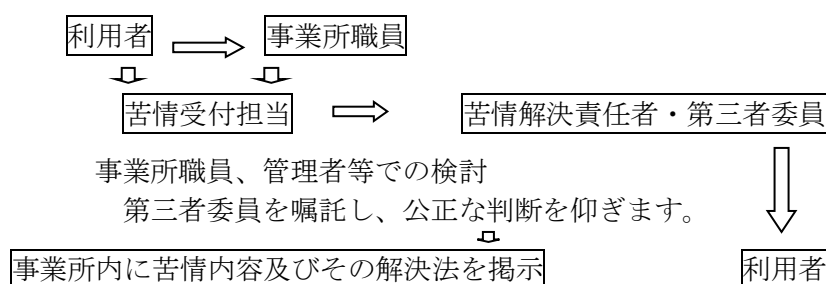 利用者 事業所職員
苦情受付担当 苦情解決責任者・第三者委員
事業所職員、管理者等での検討
第三者委員を嘱託し、公正な判断を仰ぎます。
事業所内に苦情内容及びその解決法を掲示 利用者